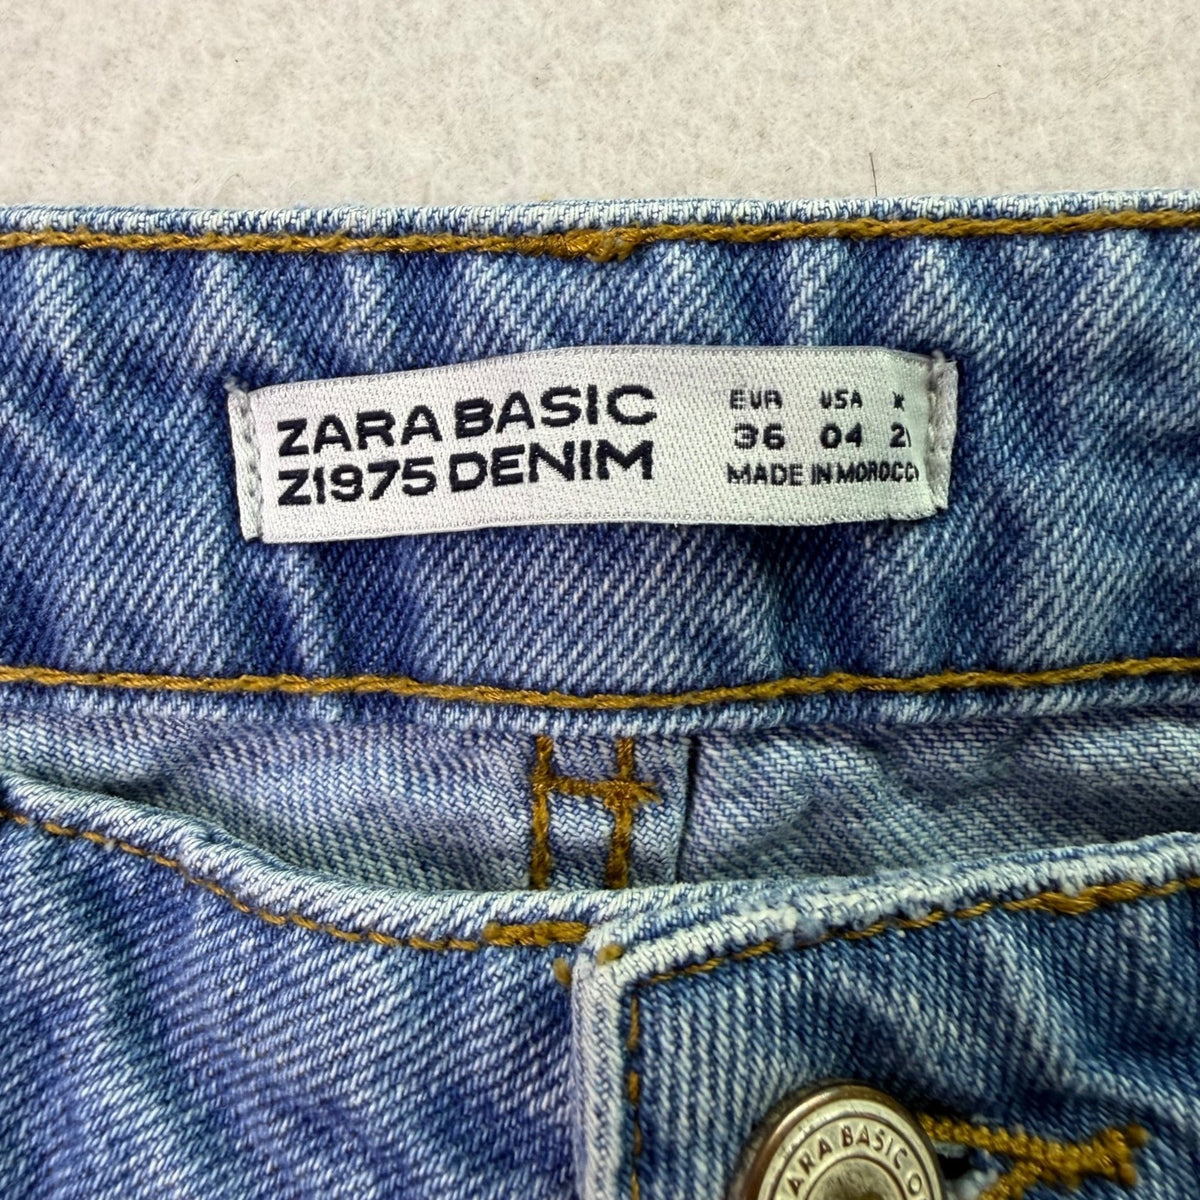 ZARA BASIC
Z1975 DENIM
EUR USA
36 04
MADE IN MOROCC
ARA BASIC